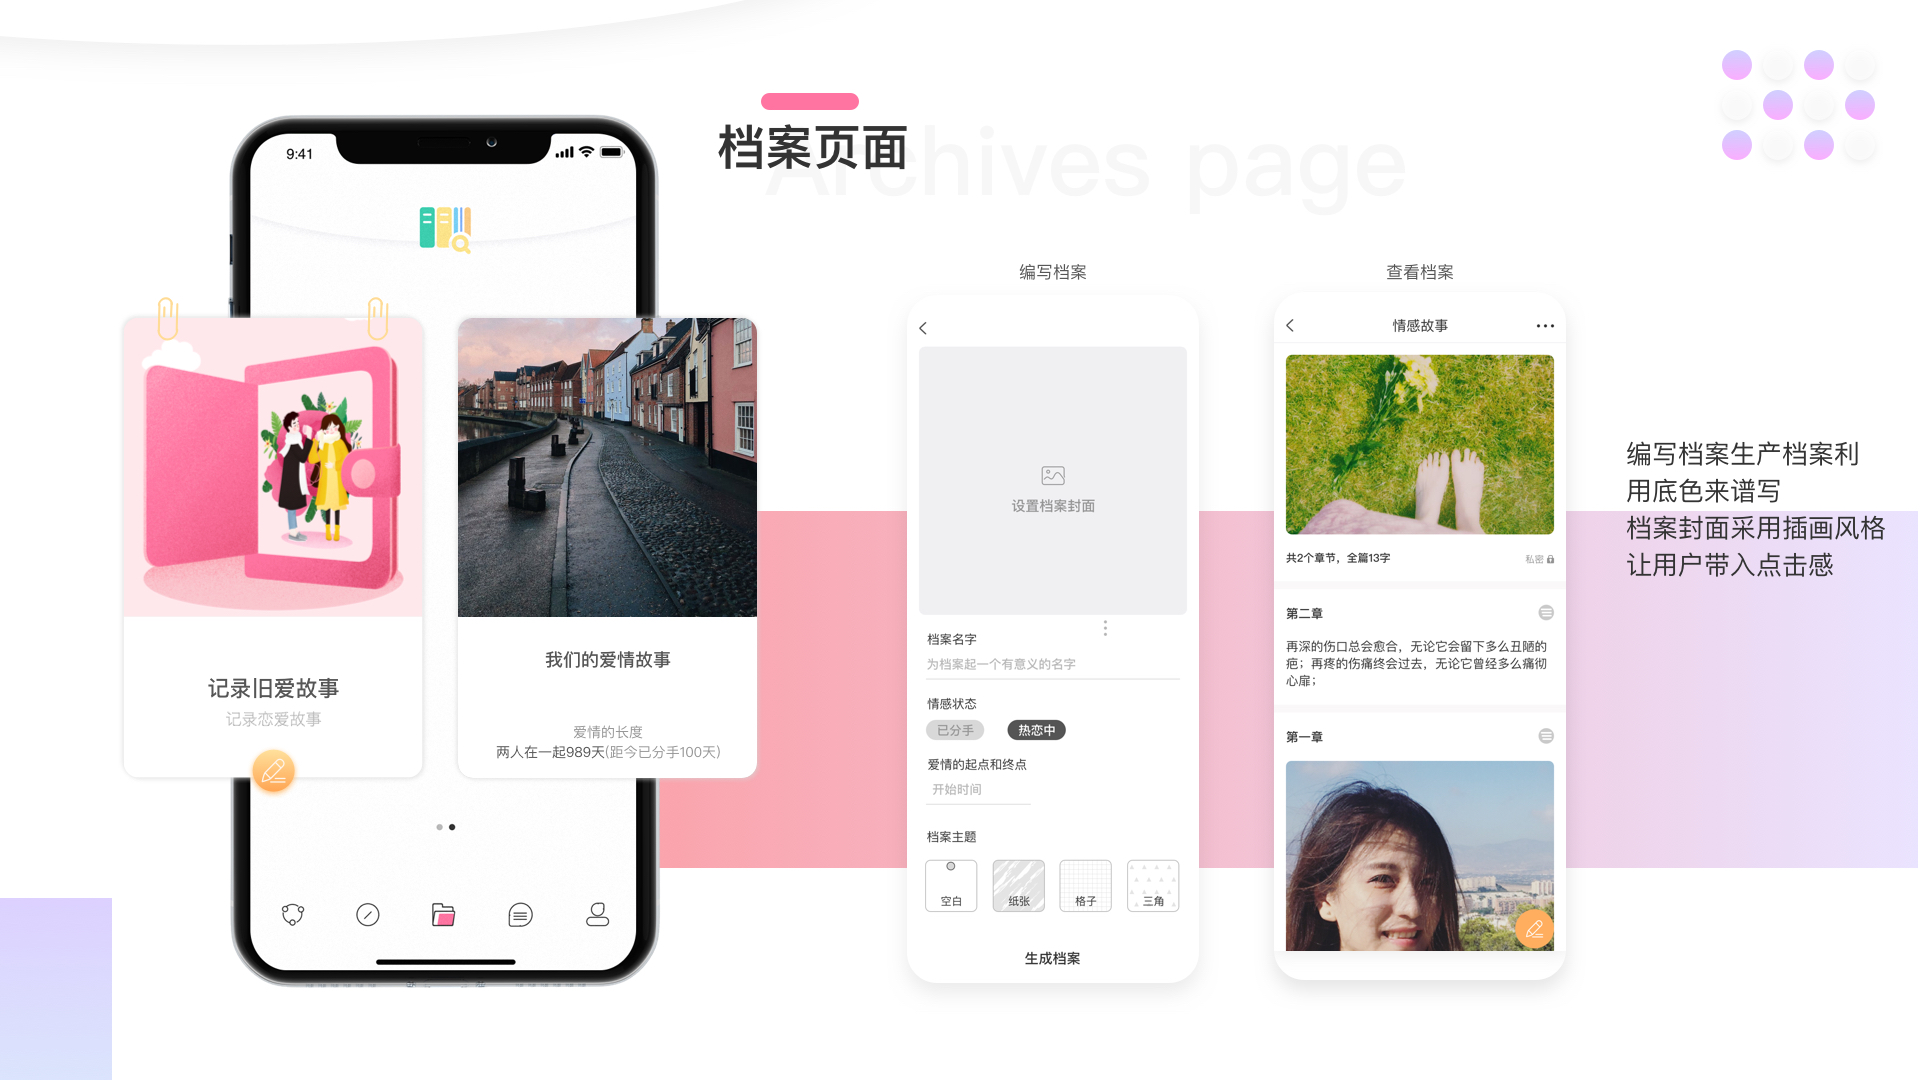 档案页面
Archives page
9:41
记录旧爱故事
记录恋爱故事
我们的爱情故事
爱情的长度
两人在一起989天(距今已分手100天)
编写档案
设置档案封面
档案名字
为档案起一个有意义的名字
情感状态
已分手 热恋中
爱情的起点和终点
开始时间
档案主题
空白 纸张 格子 三角
生成档案
查看档案
情感故事
共2个章节，全篇13字 私密
第二章
再深的伤口总会愈合，无论它会留下多么丑陋的
疤；再疼的伤痛终会过去，无论它曾经多么痛彻
心扉；
第一章
编写档案生产档案利
用底色来谱写
档案封面采用插画风格
让用户带入点击感